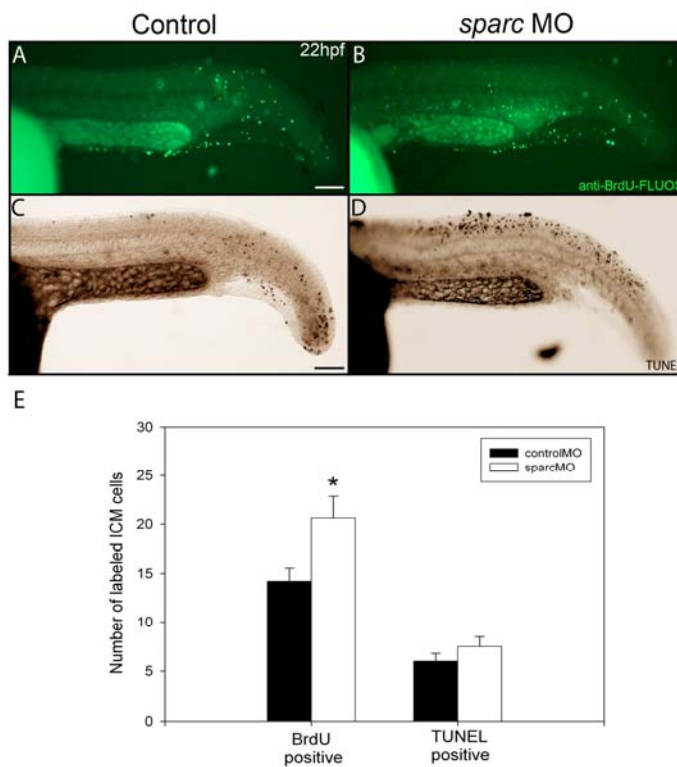 Control
sparc MO
A
22hpf
B
anti-BrdU-FLUOS
C
D
TUNE
E
30
25
20
15
10
5
0
Number of labeled ICM cells
controlMO
sparcMO
*
BrdU
positive
TUNEL
positive